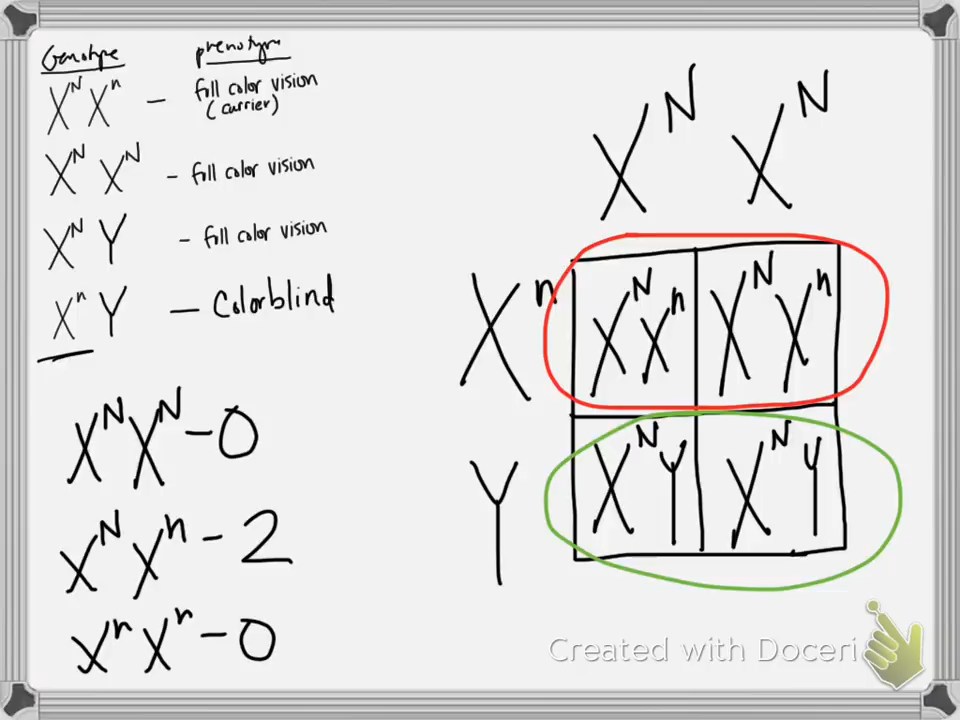 Genotype phenotype
X^N X^n – full color vision
(carrier)
X^N X^N – full color vision
X^N Y – full color vision
X^n Y – Colorblind
X^N X^N – 0
X^N X^n – 2
X^n X^n – 0
X^N X^N
X^n X^N X^n X^N X^n
Y X^N Y X^N Y
Created with Doceri